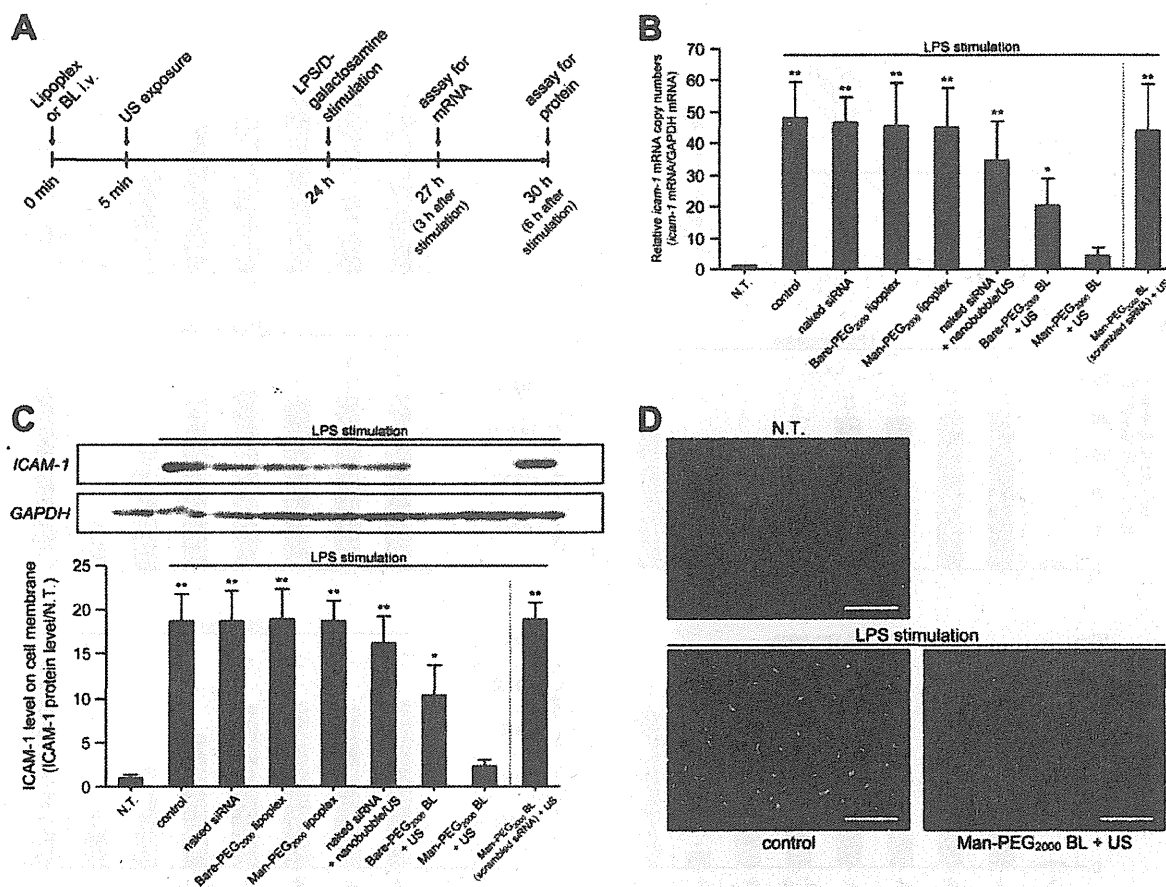 A
Lipoplex
or BL i.v.
US exposure
LPS/D-
galactosamine
stimulation
assay for
mRNA
assay for
protein
0 min
5 min
24 h
27 h
(3 h after
stimulation)
30 h
(6 h after
stimulation)
B
LPS stimulation
Relative icam-1 mRNA copy numbers
(icam-1 mRNA/GAPDH mRNA)
70
60
50
40
30
20
10
0
**
**
**
**
**
*
**
N.T.
control
naked siRNA
Bare-PEG2000 lipoplex
Man-PEG2000 lipoplex
naked siRNA
+ nanobubble/US
Bare-PEG2000 BL
+ US
Man-PEG2000 BL
+ US
Man-PEG2000 BL
(scrambled siRNA) + US
C
LPS stimulation
ICAM-1
GAPDH
LPS stimulation
ICAM-1 level on cell membrane
(ICAM-1 protein level/N.T.)
25
20
15
10
5
0
**
**
**
**
**
*
**
N.T.
control
naked siRNA
Bare-PEG2000 lipoplex
Man-PEG2000 lipoplex
naked siRNA
+ nanobubble/US
Bare-PEG2000 BL
+ US
Man-PEG2000 BL
+ US
Man-PEG2000 BL
(scrambled siRNA) + US
D
N.T.
LPS stimulation
control
Man-PEG2000 BL + US